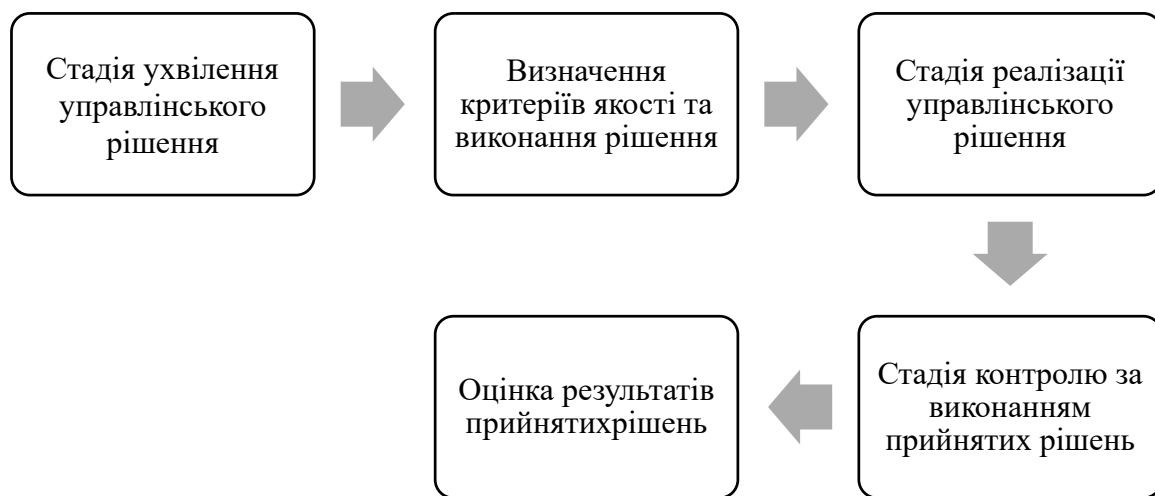 Стадія ухвілення
управлінського
рішення
Визначення
критеріїв якості та
виконання рішення
Стадія реалізації
управлінського
рішення
Стадія контролю за
виконанням
прийнятих рішень
Оцінка результатів
прийнятихрішень